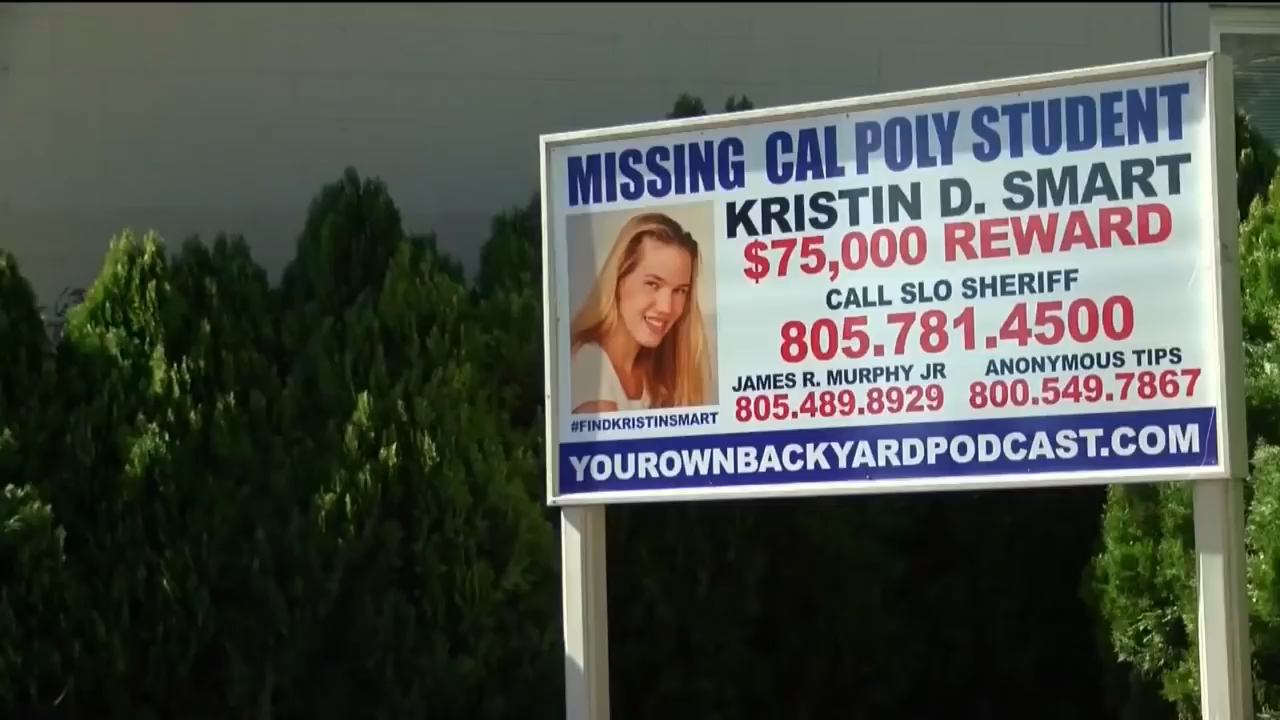 MISSING CAL POLY STUDENT
KRISTIN D. SMART
$75,000 REWARD
CALL SLO SHERIFF
805.781.4500
JAMES R. MURPHY JR
805.489.8929
ANONYMOUS TIPS
800.549.7867
#FINDKRISTINSMART
YOUROWNBACKYARDPODCAST.COM